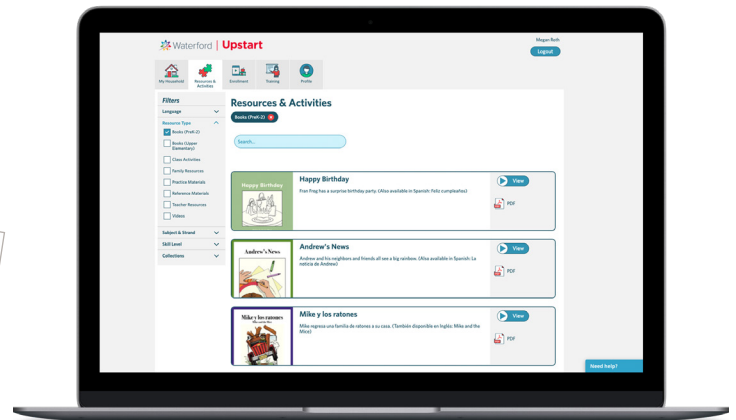 Waterford | Upstart
Megan Roth
Logout
My Household
Resources &
Activities
Enrollment
Training
Profile
Filters
Language
Resource Type
Books (PreK-2)
Books (Upper
Elementary)
Class Activities
Family Resources
Practice Materials
Reference Materials
Teacher Resources
Videos
Subject & Strand
Skill Level
Collections
Resources & Activities
Books (PreK-2)
Search...
Happy Birthday
Happy Birthday
Fran Frog has a surprise birthday party. (Also available in Spanish: Feliz cumpleaños)
View
PDF
Andrew's News
Andrew's News
Andrew and his neighbors and friends all see a big rainbow. (Also available in Spanish: La
noticia de Andrew)
View
PDF
Mike y los ratones
Mike y los ratones
Mike regresa una familia de ratones a su casa. (También disponible en inglés: Mike and the
Mice)
View
PDF
Need help?